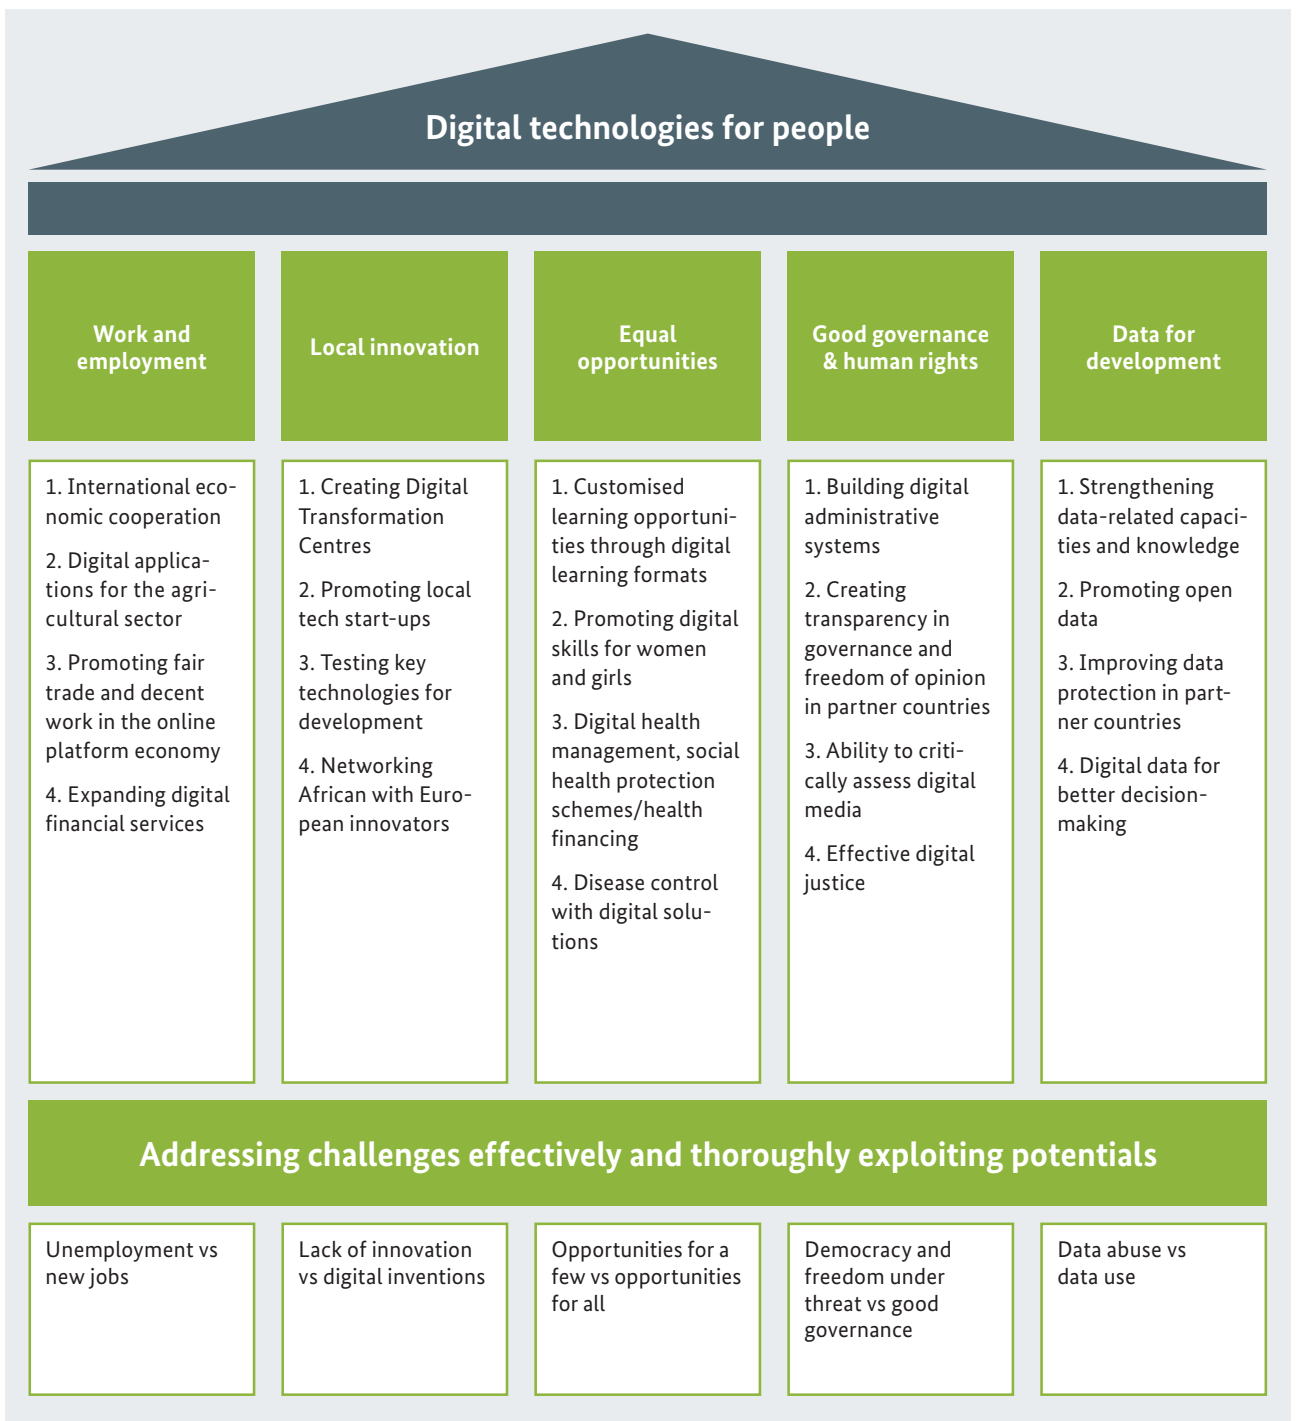 Digital technologies for people
Work and
employment
Local innovation
Equal
opportunities
Good governance
& human rights
Data for
development
1. International eco-
nomic cooperation
2. Digital applica-
tions for the agri-
cultural sector
3. Promoting fair
trade and decent
work in the online
platform economy
4. Expanding digital
financial services
1. Creating Digital
Transformation
Centres
2. Promoting local
tech start-ups
3. Testing key
technologies for
development
4. Networking
African with Euro-
pean innovators
1. Customised
learning opportuni-
ties through digital
learning formats
2. Promoting digital
skills for women
and girls
3. Digital health
management, social
health protection
schemes/health
financing
4. Disease control
with digital solu-
tions
1. Building digital
administrative
systems
2. Creating
transparency in
governance and
freedom of opinion
in partner countries
3. Ability to criti-
cally assess digital
media
4. Effective digital
justice
1. Strengthening
data-related capaci-
ties and knowledge
2. Promoting open
data
3. Improving data
protection in part-
ner countries
4. Digital data for
better decision-
making
Addressing challenges effectively and thoroughly exploiting potentials
Unemployment vs
new jobs
Lack of innovation
vs digital inventions
Opportunities for a
few vs opportunities
for all
Democracy and
freedom under
threat vs good
governance
Data abuse vs
data use